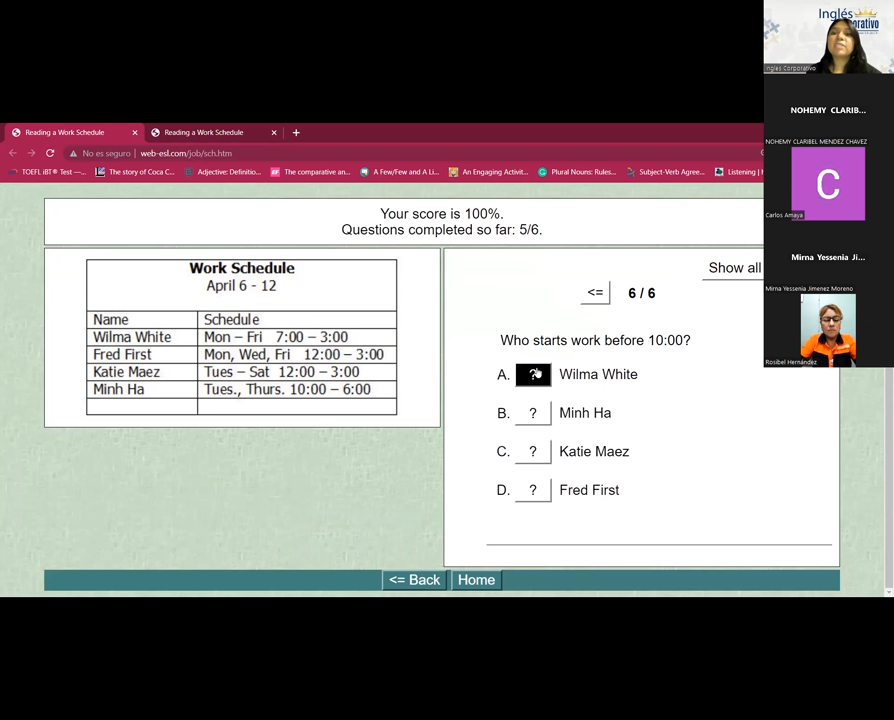 Inglés
Corporativo
Inglés Corporativo
NOHEMY CLARIB...
NOHEMY CLARIBEL MENDEZ CHAVEZ
C
Carlos Amaya
Mirna Yessenia Ji...
Mirna Yessenia Jimenez Moreno
Rosibel Hernández
Reading a Work Schedule
Reading a Work Schedule
No es seguro | web-esl.com/job/sch.htm
TOEFL iBT® Test —...
The story of Coca C...
Adjective: Definitio...
The comparative an...
A Few/Few and A Li...
An Engaging Activit...
Plural Nouns: Rules...
Subject-Verb Agree...
Listening |
Your score is 100%.
Questions completed so far: 5/6.
Work Schedule
April 6 - 12
Name Schedule
Wilma White Mon – Fri 7:00 – 3:00
Fred First Mon, Wed, Fri 12:00 – 3:00
Katie Maez Tues – Sat 12:00 – 3:00
Minh Ha Tues., Thurs. 10:00 – 6:00
Show all
<= 6 / 6
Who starts work before 10:00?
A. ? Wilma White
B. ? Minh Ha
C. ? Katie Maez
D. ? Fred First
<= Back Home